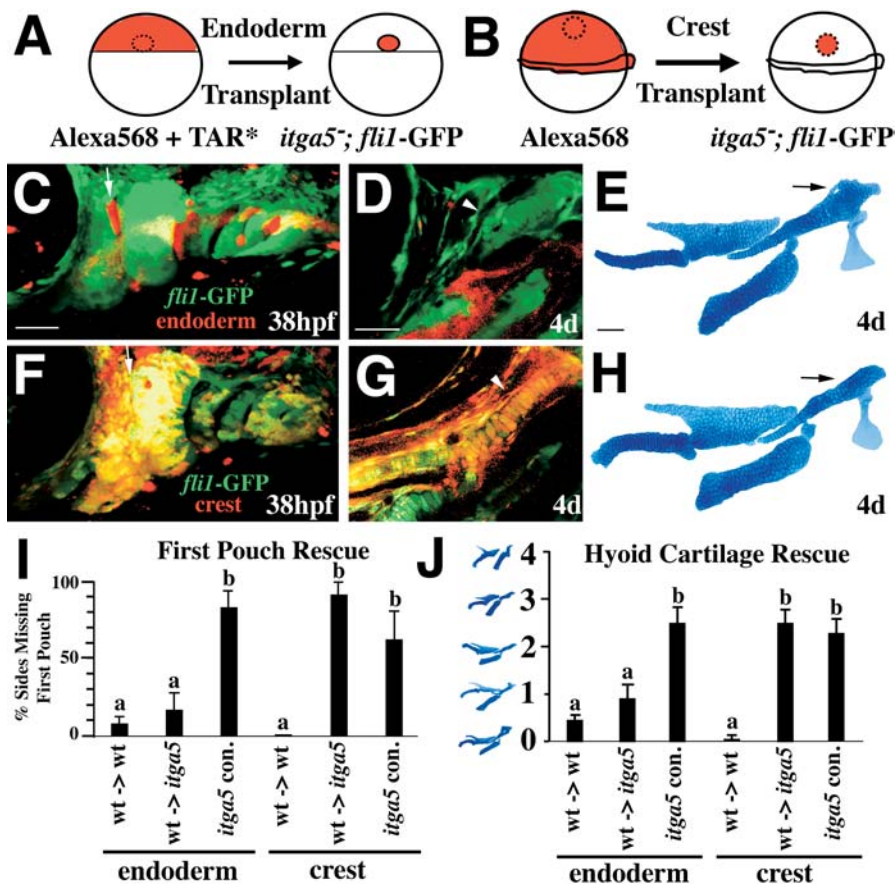 A
Endoderm
Transplant
Alexa568 + TAR*
itga5-; fli1-GFP
B
Crest
Transplant
Alexa568
itga5-; fli1-GFP
C
fli1-GFP
endoderm
38hpf
D
4d
E
4d
F
fli1-GFP
crest
38hpf
G
4d
H
4d
I
First Pouch Rescue
% Sides Missing
First Pouch
100
50
0
a
a
b
a
b
b
wt -> wt
wt -> itga5
itga5 con.
wt -> wt
wt -> itga5
itga5 con.
endoderm
crest
J
Hyoid Cartilage Rescue
4
3
2
1
0
a
a
b
a
b
b
wt -> wt
wt -> itga5
itga5 con.
wt -> wt
wt -> itga5
itga5 con.
endoderm
crest